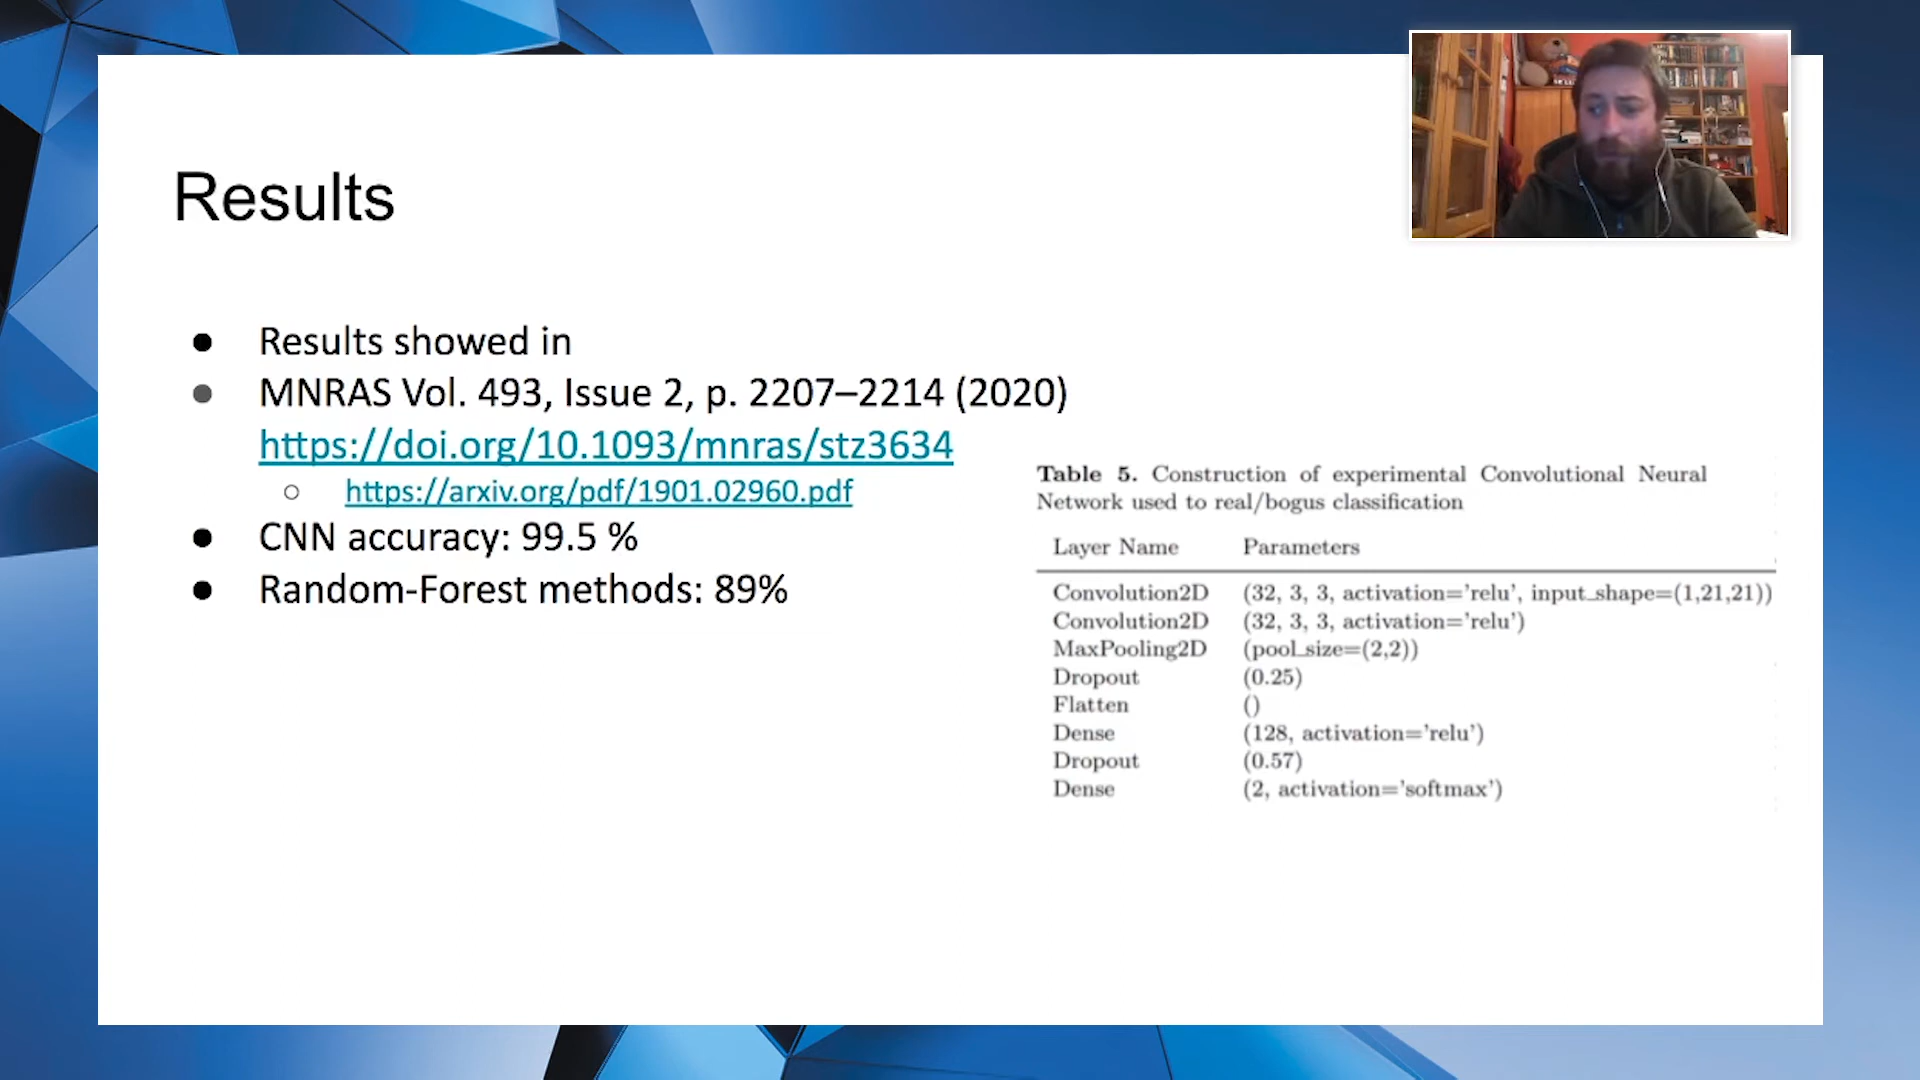 Results
Results showed in
MNRAS Vol. 493, Issue 2, p. 2207–2214 (2020)
https://doi.org/10.1093/mnras/stz3634
https://arxiv.org/pdf/1901.02960.pdf
CNN accuracy: 99.5 %
Random-Forest methods: 89%
Table 5. Construction of experimental Convolutional Neural
Network used to real/bogus classification
Layer Name Parameters
Convolution2D (32, 3, 3, activation='relu', input_shape=(1,21,21))
Convolution2D (32, 3, 3, activation='relu')
MaxPooling2D (pool_size=(2,2))
Dropout (0.25)
Flatten ()
Dense (128, activation='relu')
Dropout (0.57)
Dense (2, activation='softmax')